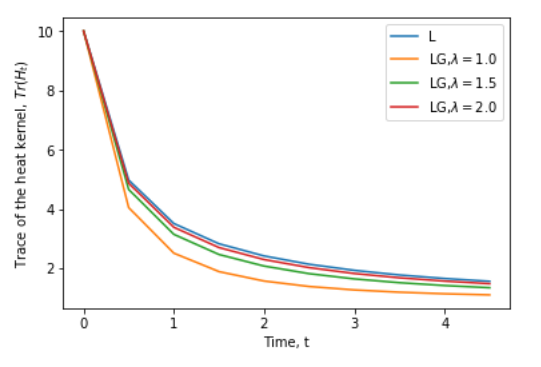 Trace of the heat kernel, Tr(Hₜ)
10
8
6
4
2
L
LG,λ = 1.0
LG,λ = 1.5
LG,λ = 2.0
0 1 2 3 4
Time, t